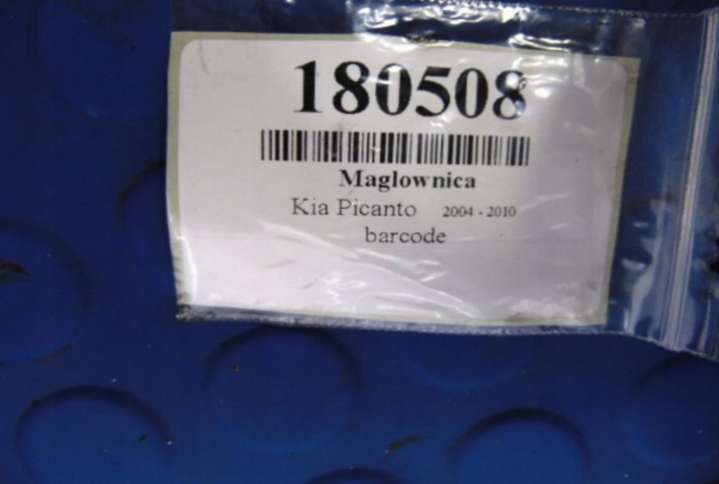 180508
Maglownica
Kia Picanto 2004 - 2010
barcode